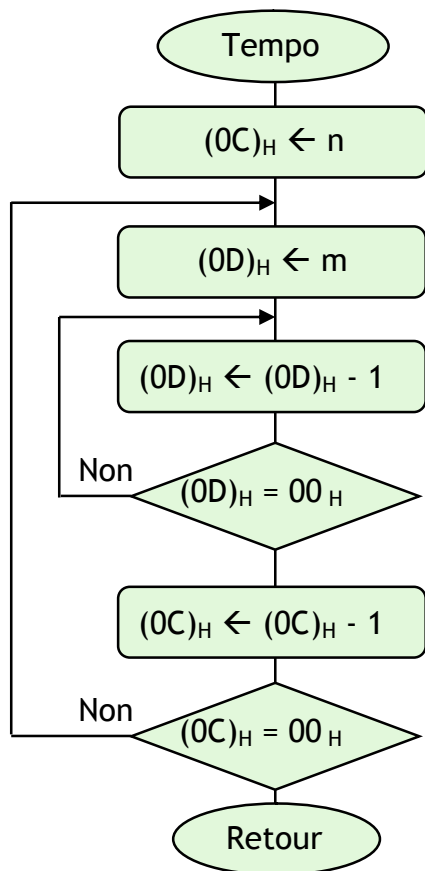 Tempo
(0C)H ← n
(0D)H ← m
(0D)H ← (0D)H - 1
Non
(0D)H = 00 H
(0C)H ← (0C)H - 1
Non
(0C)H = 00 H
Retour